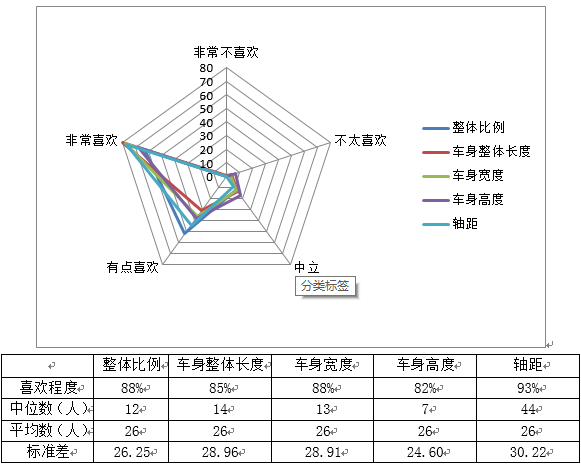 非常不喜欢
80
70
60
50
40
30
20
10
0
非常喜欢
不太喜欢
有点喜欢
中立
分类标签
整体比例
车身整体长度
车身宽度
车身高度
轴距
整体比例 车身整体长度 车身宽度 车身高度 轴距
喜欢程度 88% 85% 88% 82% 93%
中位数（人） 12 14 13 7 44
平均数（人） 26 26 26 26 26
标准差 26.25 28.96 28.91 24.60 30.22